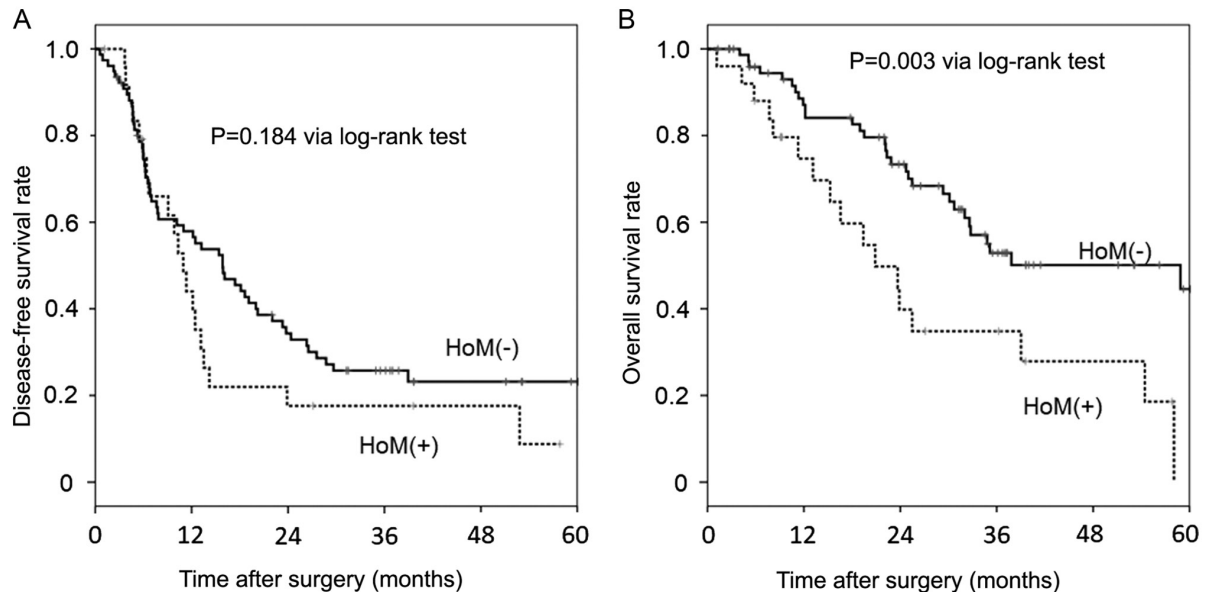 A
Disease-free survival rate
1.0
0.8
0.6
0.4
0.2
0
P=0.184 via log-rank test
HoM(-)
HoM(+)
0 12 24 36 48 60
Time after surgery (months)
B
Overall survival rate
1.0
0.8
0.6
0.4
0.2
0
P=0.003 via log-rank test
HoM(-)
HoM(+)
0 12 24 36 48 60
Time after surgery (months)